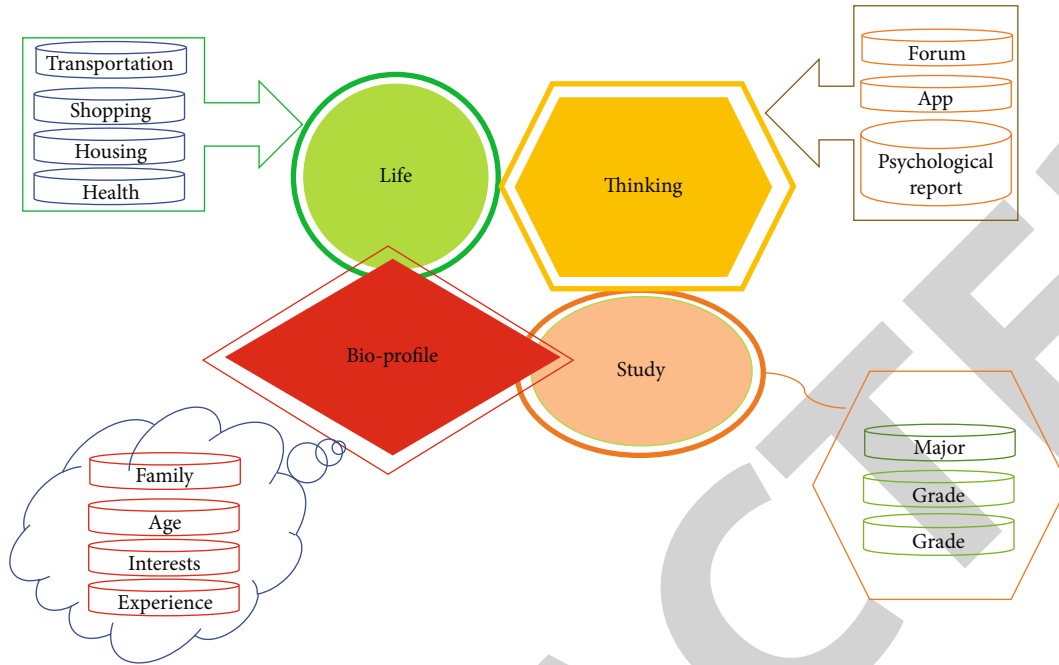 Transportation
Shopping
Housing
Health
Life
Thinking
Forum
App
Psychological
report
Bio-profile
Study
Family
Age
Interests
Experience
Major
Grade
Grade